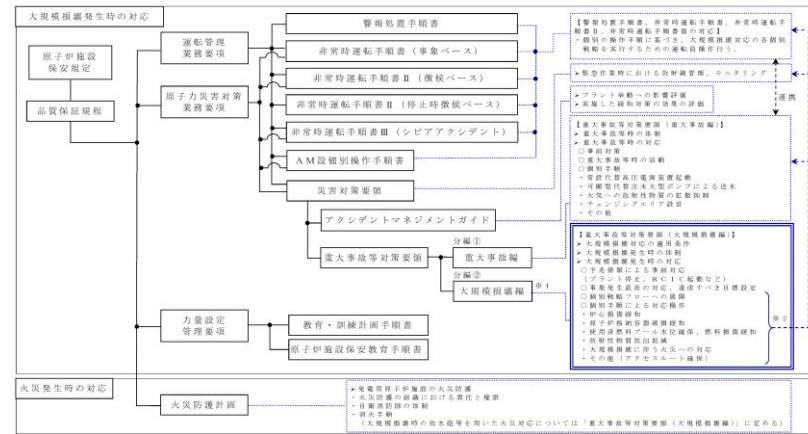 大規模損壊発生時の対応
原子炉施設
保安規定
品質保証規程
運転管理
業務要項
原子力災害対策
業務要項
警報処置手順書
非常時運転手順書（事象ベース）
非常時運転手順書Ⅱ（徴候ベース）
非常時運転手順書Ⅱ（停止時徴候ベース）
非常時運転手順書Ⅲ（シビアアクシデント）
AM設備別操作手順書
災害対策要領
アクシデントマネジメントガイド
重大事故等対策要領
分編①
重大事故編
分編②
大規模損壊編
※1
力量設定
管理要項
教育・訓練計画手順書
原子炉施設保安教育手順書
【警報処置手順書，非常時運転手順書，非常時運転手
順書Ⅱ，非常時運転手順書Ⅲの対応】
・個別の操作手順に基づき，大規模損壊対応の各個別
戦略を実行するための運転員操作行う。
➢緊急作業時における放射線管理，モニタリング
➢プラント挙動への影響評価
➢実施した緩和対策の効果の評価
連携
【重大事故等対策要領（重大事故編）】
➢重大事故等時の体制
➢重大事故等時の対応
○事前対策
○重大事故等時の活動
○個別手順
・常設代替高圧電源装置起動
・可搬型代替注水大型ポンプによる送水
・大気への放射性物質の拡散抑制
・チェンジングエリア設営
・その他
【重大事故等対策要領（大規模損壊編）】
➢大規模損壊対応の適用条件
➢大規模損壊発生時の体制
➢大規模損壊発生時の対応
○予兆情報による事前対応
（プラント停止，RCIC起動など）
○事象発生直後の対応，達成すべき目標設定
○個別戦略フローへの展開
○個別手順による対応操作
・炉心損傷緩和
・原子炉格納容器破損緩和
・使用済燃料プール水位確保，燃料損傷緩和
・放射性物質放出低減
・大規模損壊に伴う火災への対応
・その他（アクセスルート確保）
※2
火災発生時の対応
火災防護計画
➢発電用原子炉施設の火災防護
・火災防護の組織における責任と権限
・自衛消防隊の体制
・消火手順
（大規模損壊時の放水砲等を用いた火災対応については「重大事故等対策要領（大規模損壊編）」に定める）